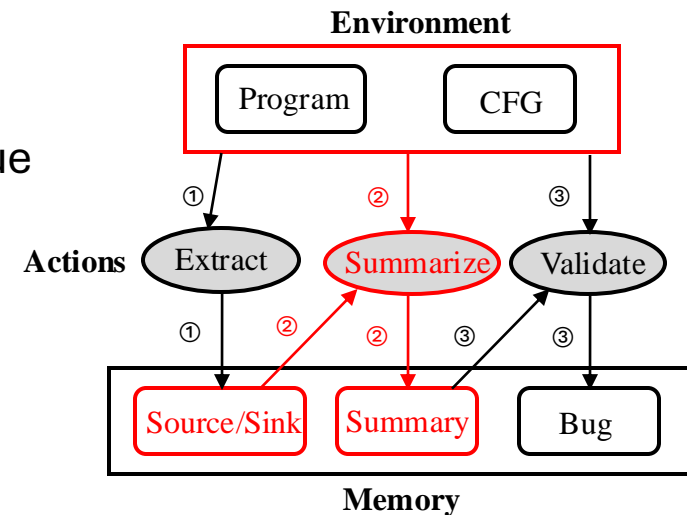 Environment
Program CFG
ue
① ② ③
Actions Extract Summarize Validate
① ② ② ③ ③
Source/Sink Summary Bug
Memory